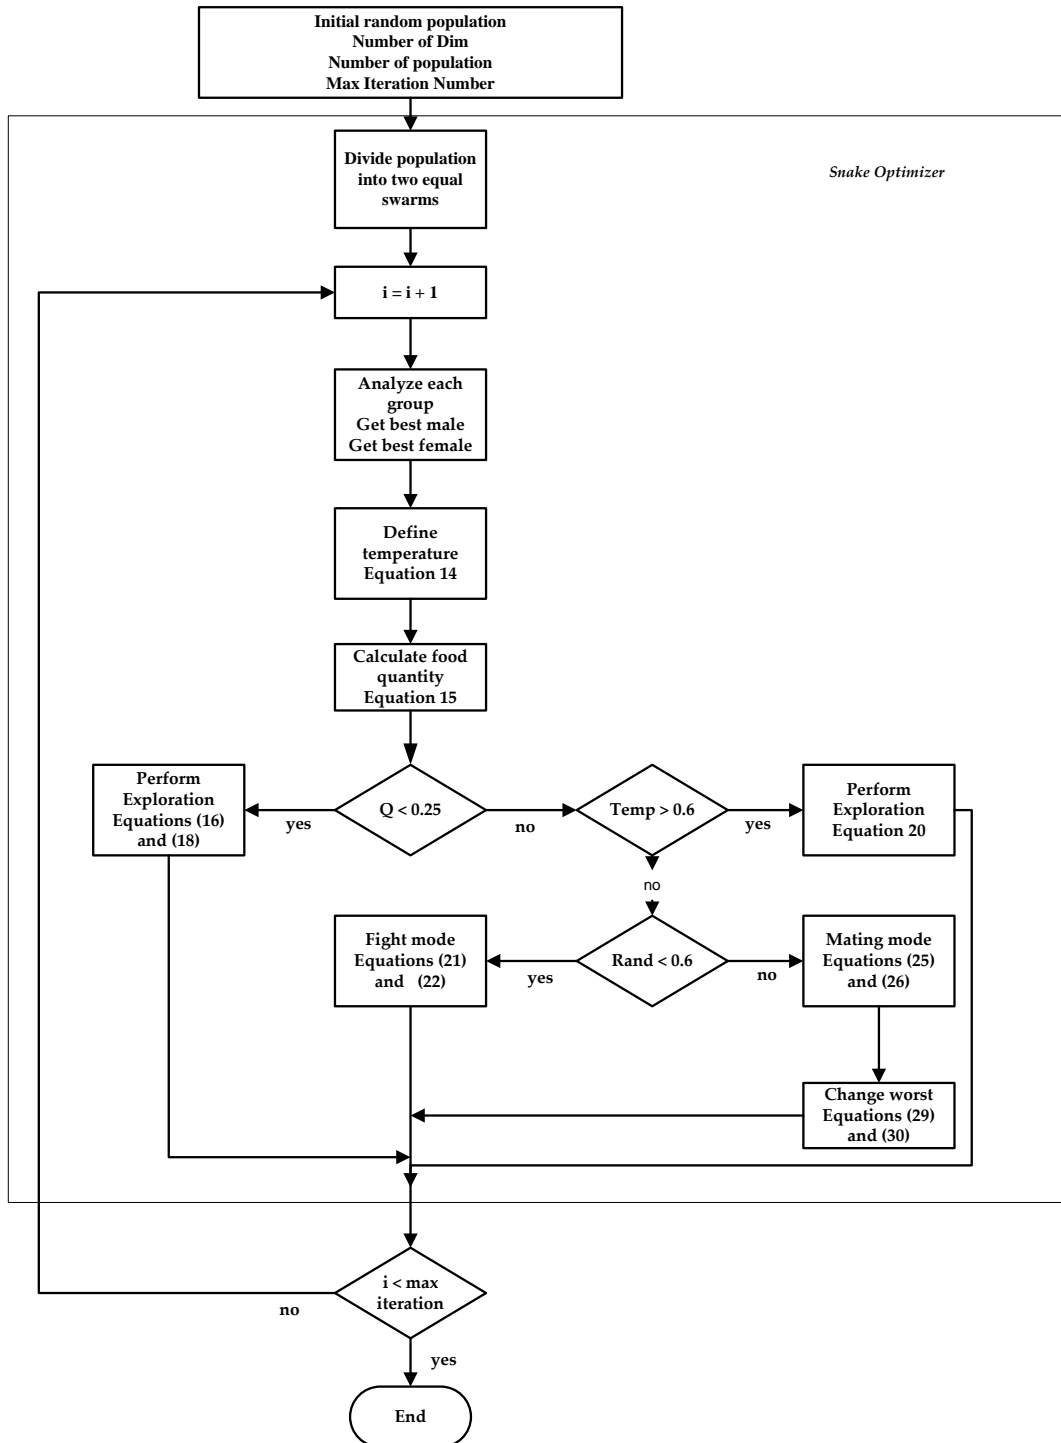 Initial random population
Number of Dim
Number of population
Max Iteration Number
Divide population
into two equal
swarms
Snake Optimizer
i = i + 1
Analyze each
group
Get best male
Get best female
Define
temperature
Equation 14
Calculate food
quantity
Equation 15
Perform
Exploration
Equations (16)
and (18)
yes
Q < 0.25
no
Temp > 0.6
yes
Perform
Exploration
Equation 20
no
Fight mode
Equations (21)
and (22)
yes
Rand < 0.6
no
Mating mode
Equations (25)
and (26)
Change worst
Equations (29)
and (30)
i < max
iteration
no
yes
End